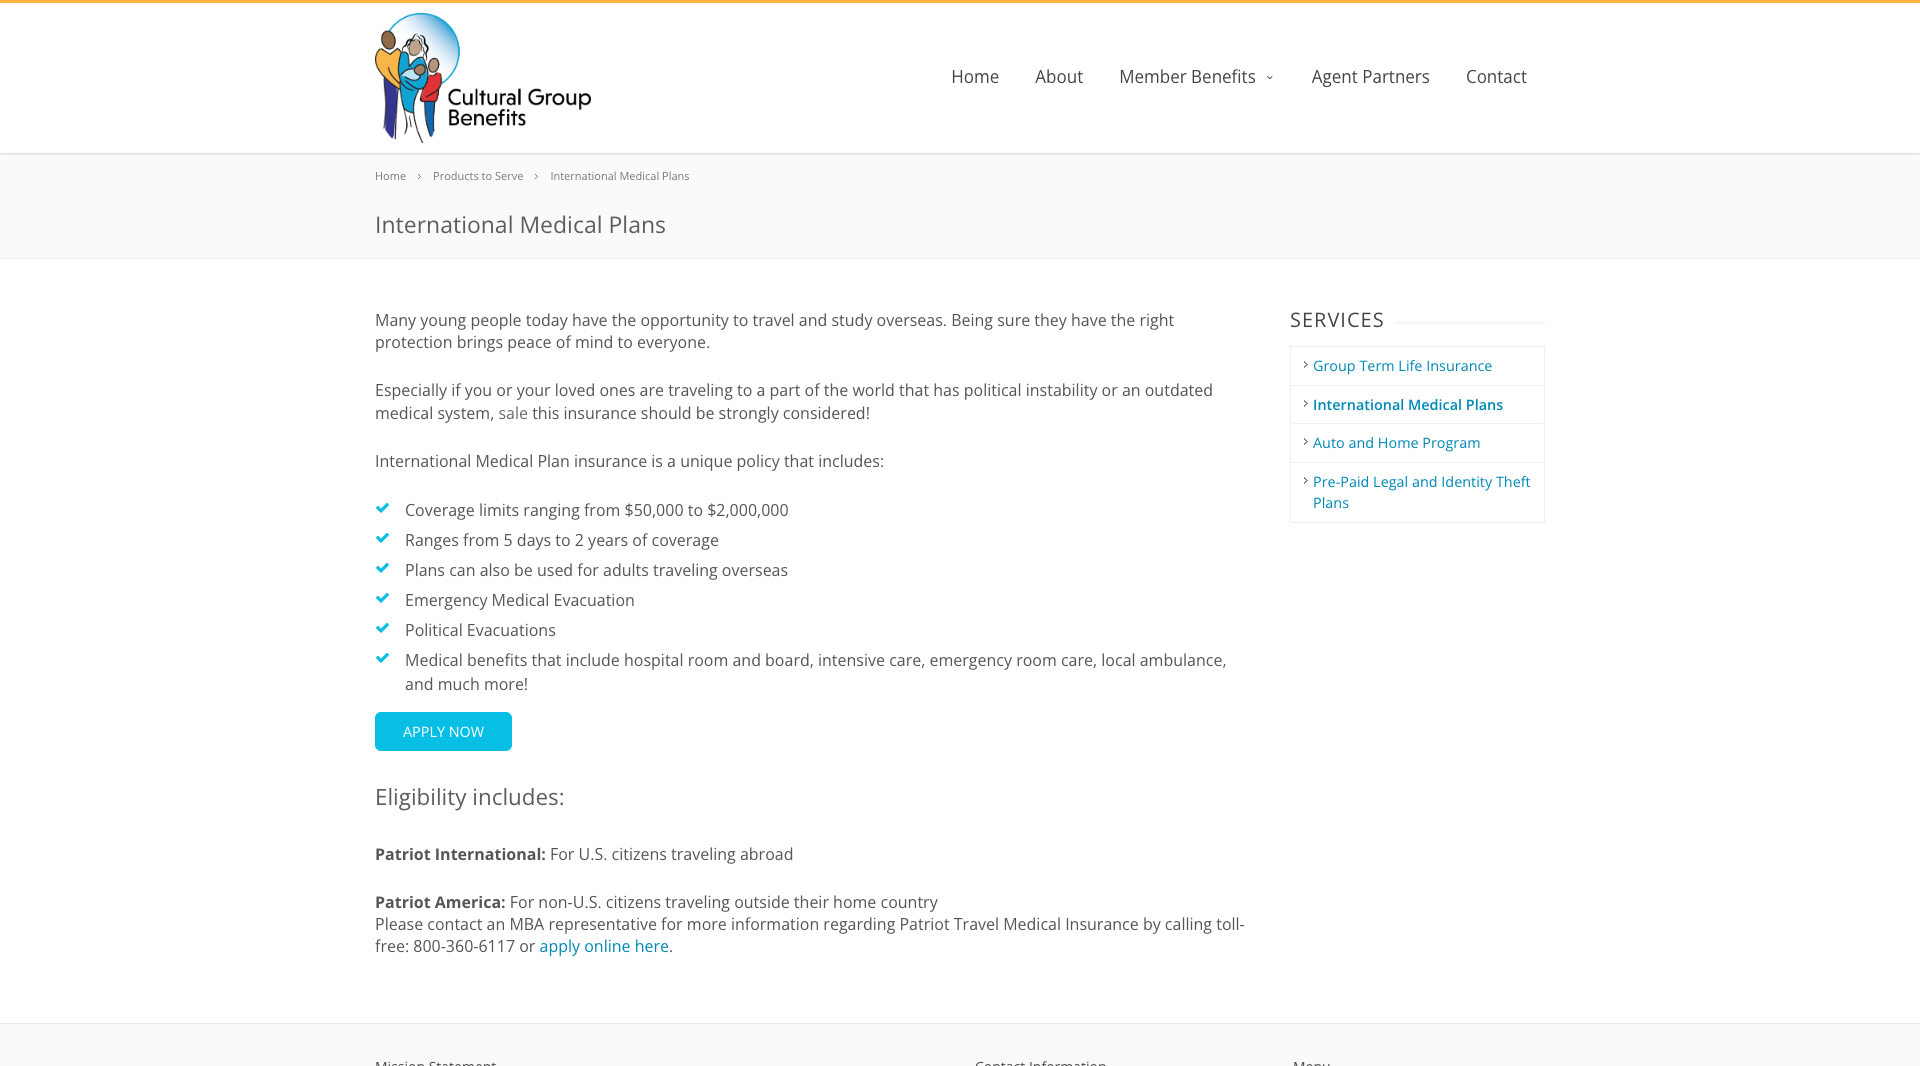 Cultural Group
Benefits
Home
About
Member Benefits
Agent Partners
Contact
Home
Products to Serve
International Medical Plans
International Medical Plans
Many young people today have the opportunity to travel and study overseas. Being sure they have the right
protection brings peace of mind to everyone.
Especially if you or your loved ones are traveling to a part of the world that has political instability or an outdated
medical system, sale this insurance should be strongly considered!
International Medical Plan insurance is a unique policy that includes:
Coverage limits ranging from $50,000 to $2,000,000
Ranges from 5 days to 2 years of coverage
Plans can also be used for adults traveling overseas
Emergency Medical Evacuation
Political Evacuations
Medical benefits that include hospital room and board, intensive care, emergency room care, local ambulance,
and much more!
APPLY NOW
Eligibility includes:
Patriot International: For U.S. citizens traveling abroad
Patriot America: For non-U.S. citizens traveling outside their home country
Please contact an MBA representative for more information regarding Patriot Travel Medical Insurance by calling toll-
free: 800-360-6117 or apply online here.
SERVICES
Group Term Life Insurance
International Medical Plans
Auto and Home Program
Pre-Paid Legal and Identity Theft
Plans
Mission Statement
Contact Information
Menu